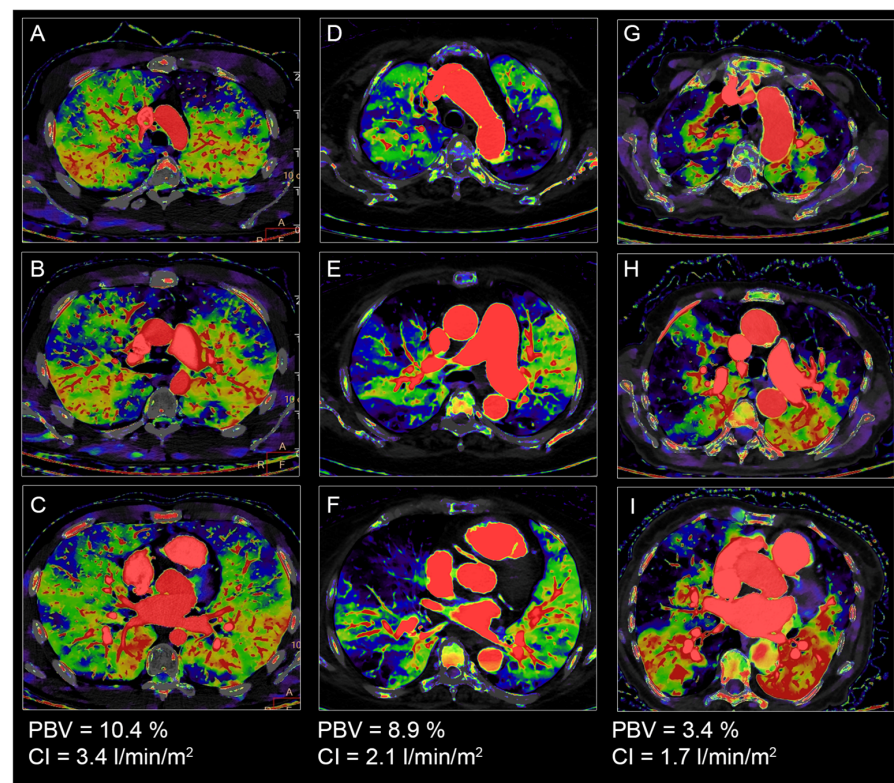 A
D
G
B
E
H
C
F
I
PBV = 10.4 %
CI = 3.4 l/min/m²
PBV = 8.9 %
CI = 2.1 l/min/m²
PBV = 3.4 %
CI = 1.7 l/min/m²